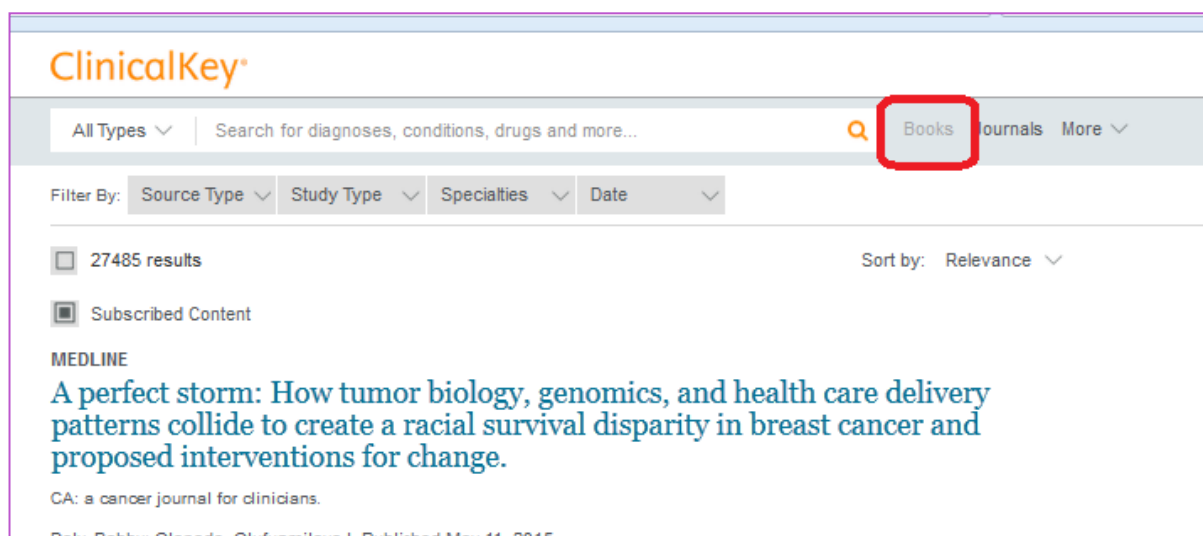 ClinicalKey®
All Types Search for diagnoses, conditions, drugs and more... Books Journals More
Filter By: Source Type Study Type Specialties Date
27485 results Sort by: Relevance
Subscribed Content
MEDLINE
A perfect storm: How tumor biology, genomics, and health care delivery
patterns collide to create a racial survival disparity in breast cancer and
proposed interventions for change.
CA: a cancer journal for clinicians.